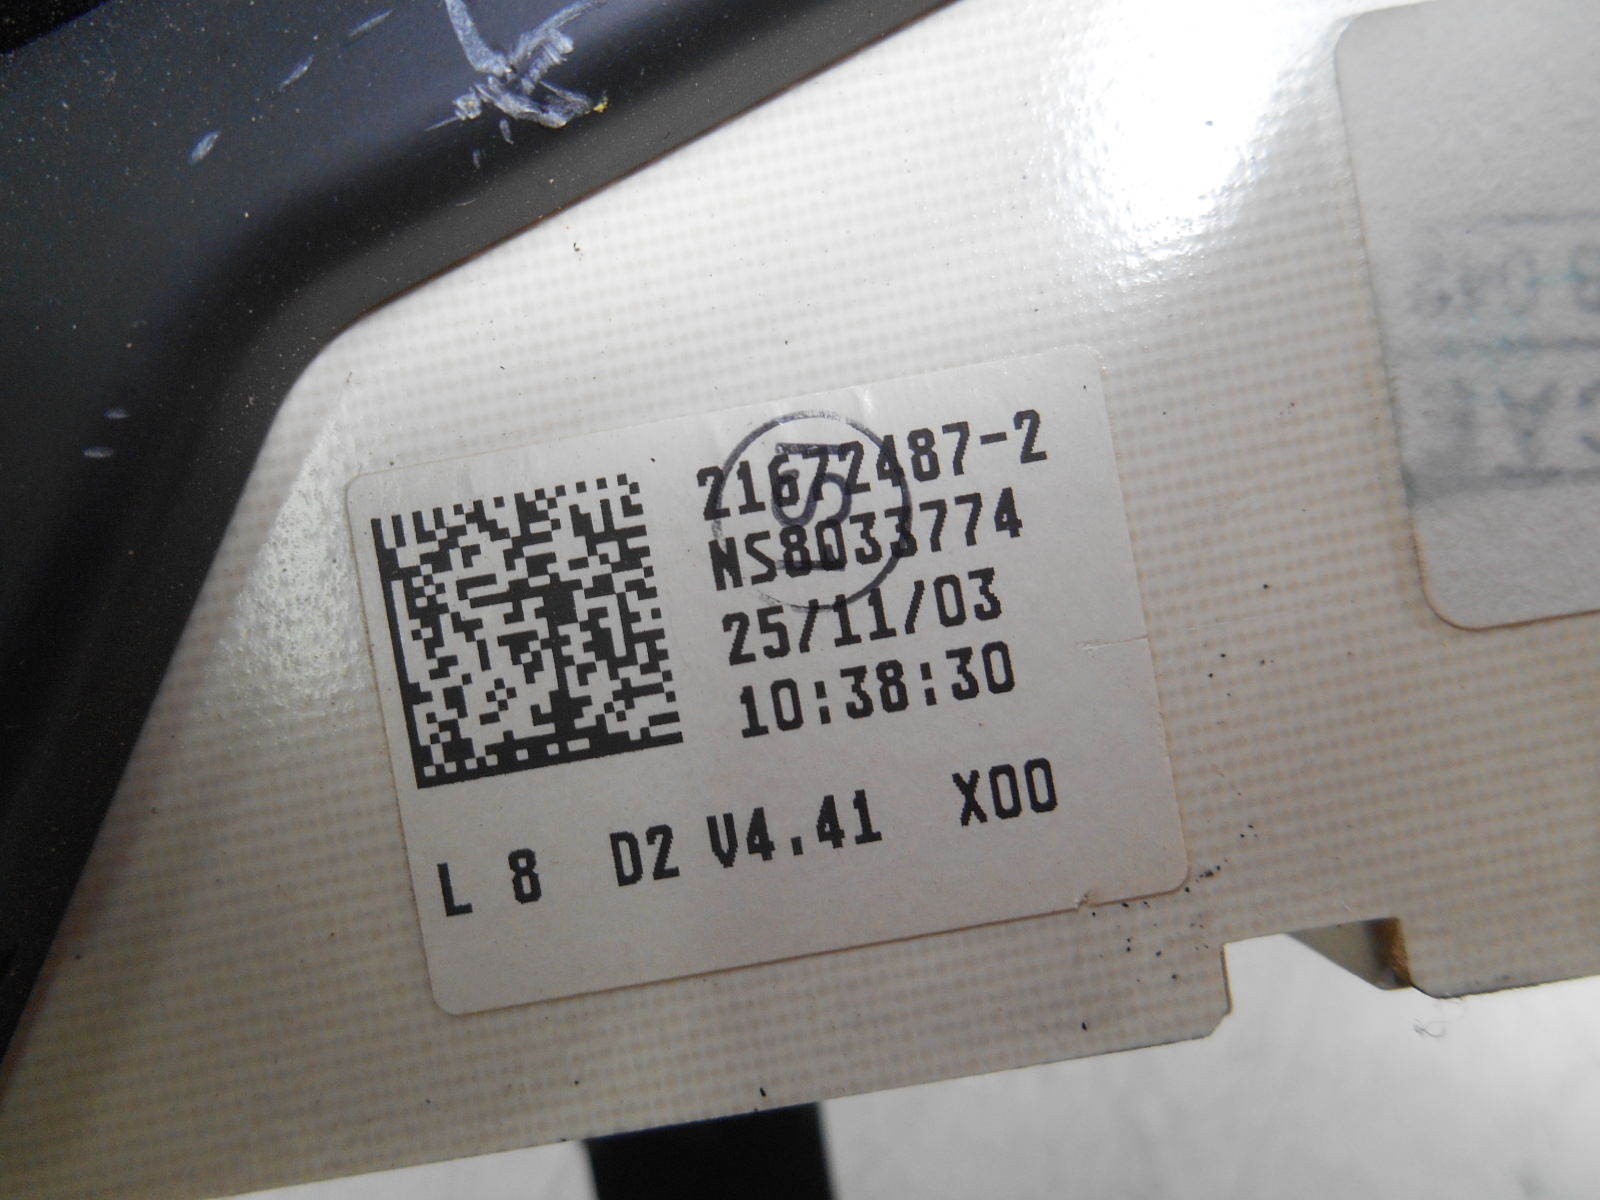 21672487-2
NS8033774
25/11/03
10:38:30
L 8 D2 V4.41 X00